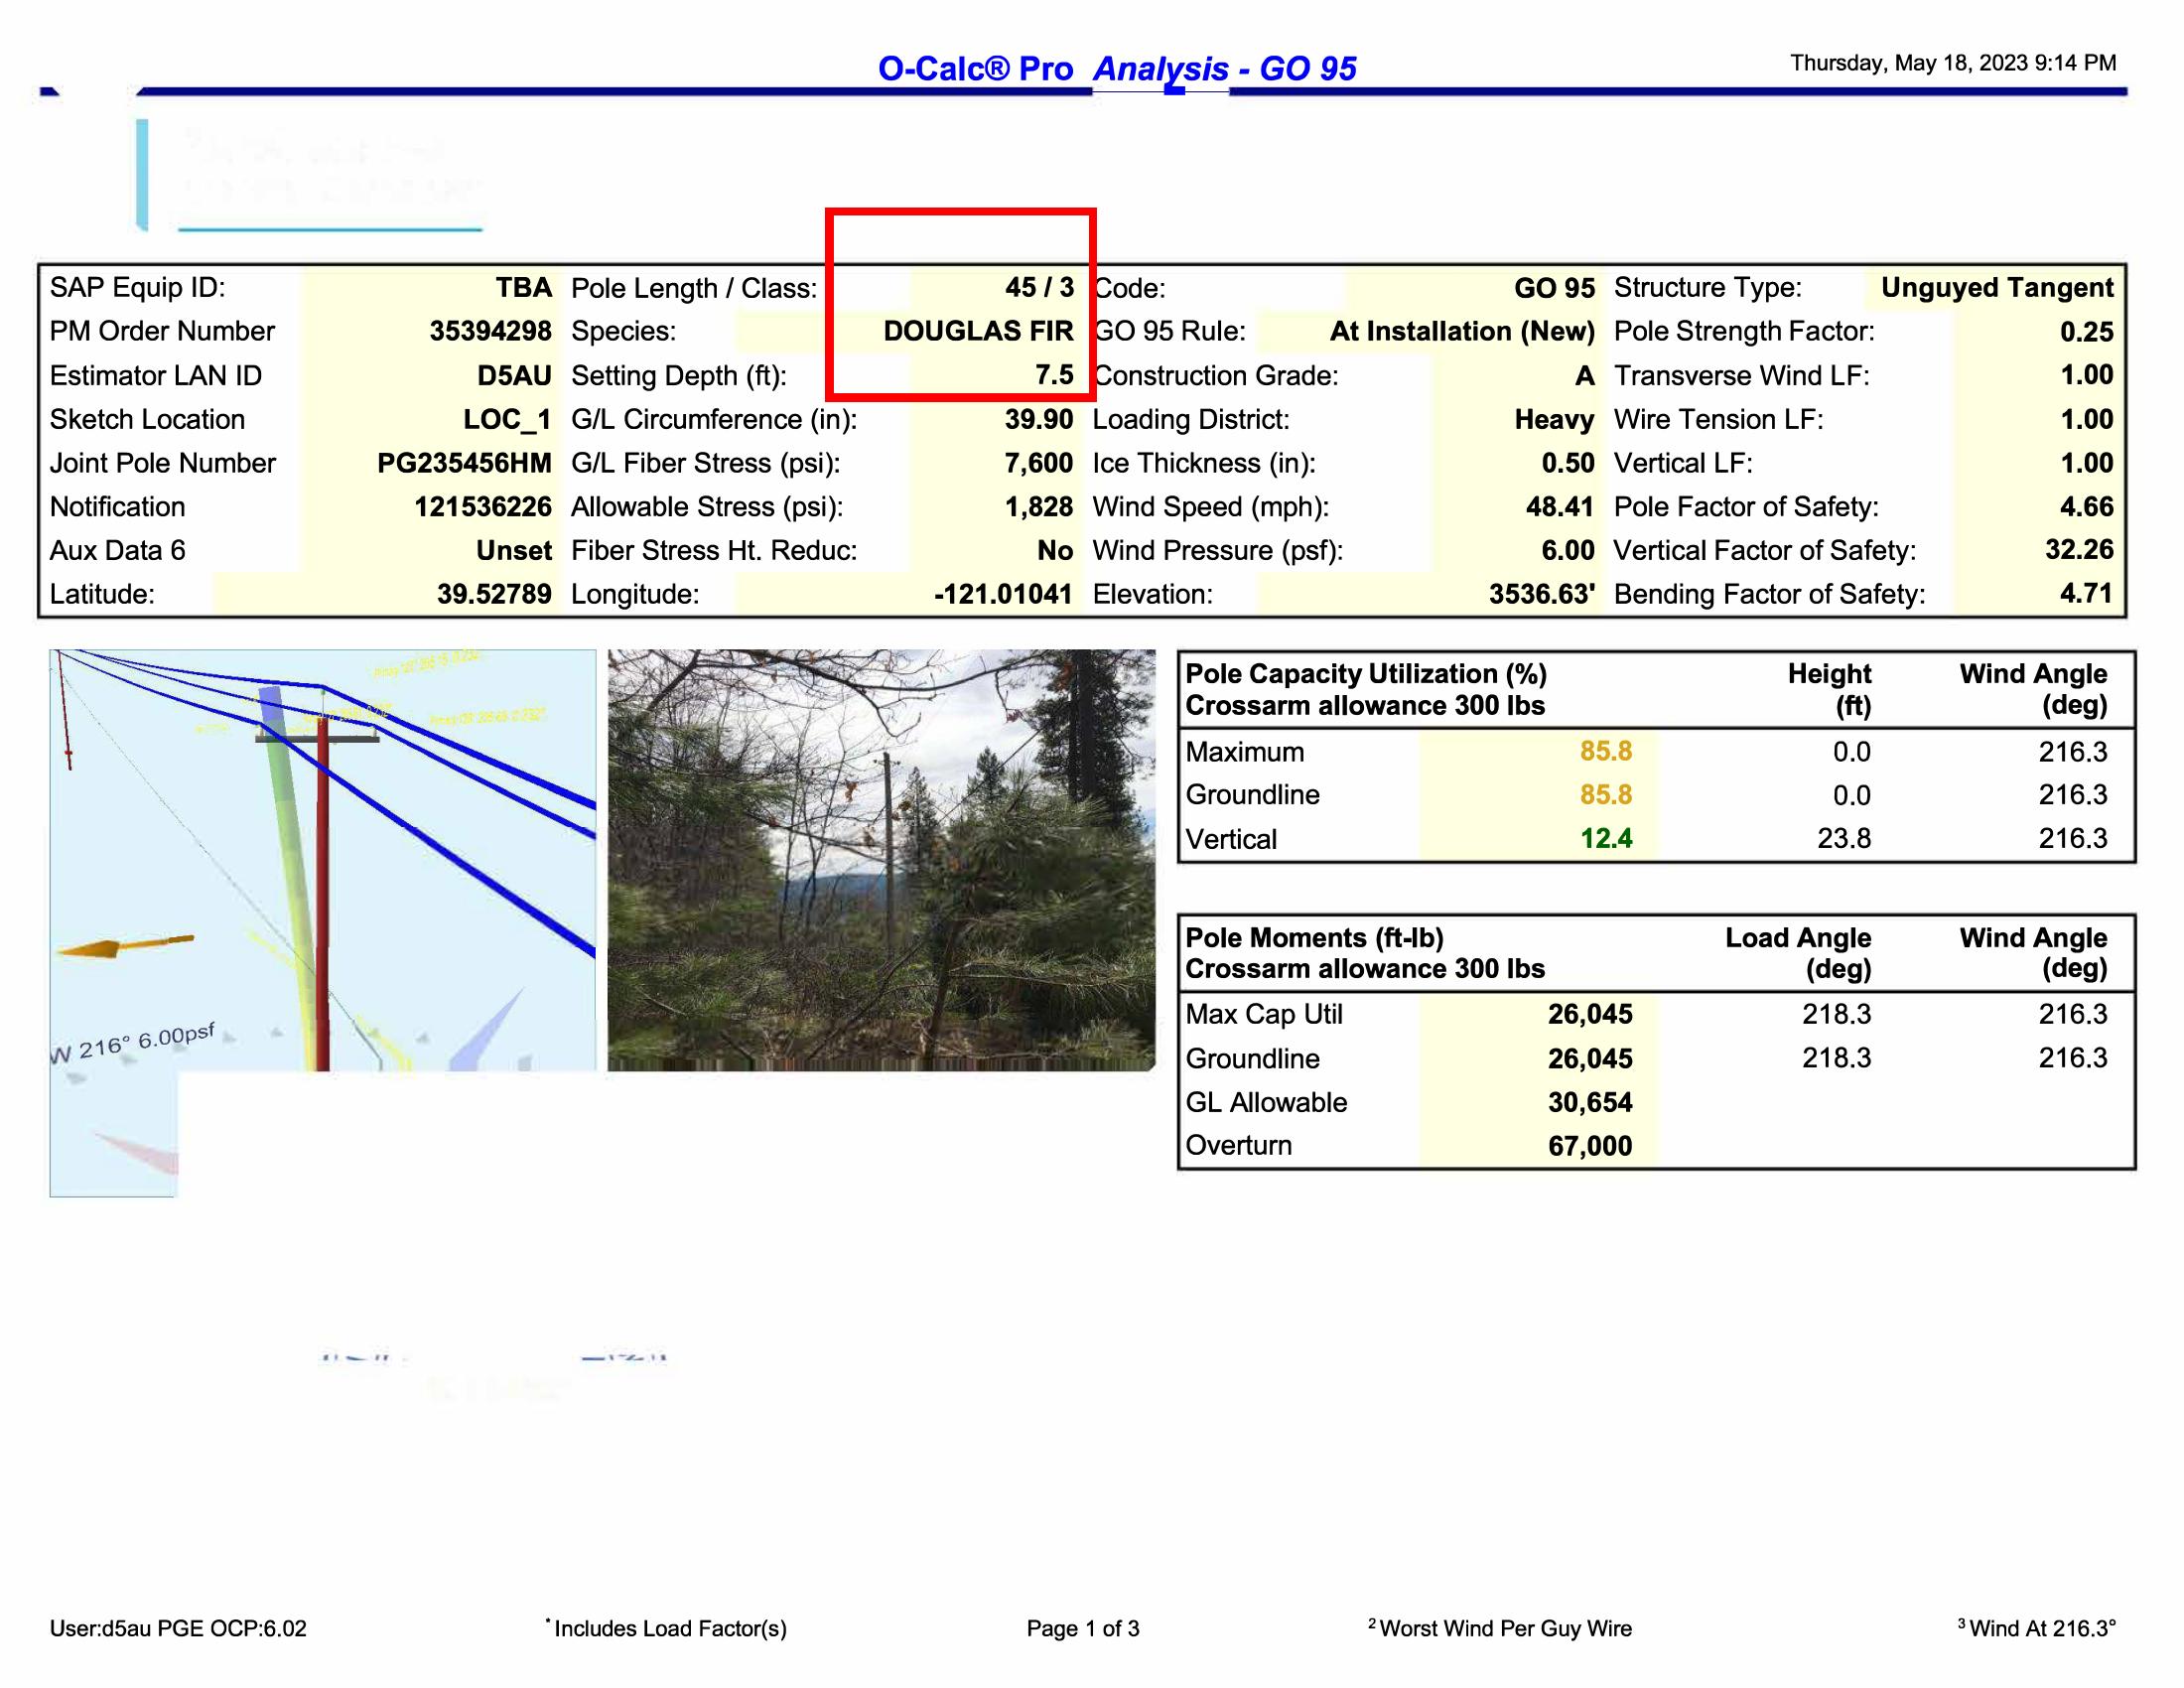 O-Calc® Pro Analysis - GO 95
Thursday, May 18, 2023 9:14 PM
SAP Equip ID: TBA Pole Length / Class: 45 / 3 Code: GO 95 Structure Type: Unguyed Tangent
PM Order Number 35394298 Species: DOUGLAS FIR GO 95 Rule: At Installation (New) Pole Strength Factor: 0.25
Estimator LAN ID D5AU Setting Depth (ft): 7.5 Construction Grade: A Transverse Wind LF: 1.00
Sketch Location LOC_1 G/L Circumference (in): 39.90 Loading District: Heavy Wire Tension LF: 1.00
Joint Pole Number PG235456HM G/L Fiber Stress (psi): 7,600 Ice Thickness (in): 0.50 Vertical LF: 1.00
Notification 121536226 Allowable Stress (psi): 1,828 Wind Speed (mph): 48.41 Pole Factor of Safety: 4.66
Aux Data 6 Unset Fiber Stress Ht. Reduc: No Wind Pressure (psf): 6.00 Vertical Factor of Safety: 32.26
Latitude: 39.52789 Longitude: -121.01041 Elevation: 3536.63' Bending Factor of Safety: 4.71
W 216° 6.00psf
Pole Capacity Utilization (%) Height Wind Angle
Crossarm allowance 300 lbs (ft) (deg)
Maximum 85.8 0.0 216.3
Groundline 85.8 0.0 216.3
Vertical 12.4 23.8 216.3
Pole Moments (ft-lb) Load Angle Wind Angle
Crossarm allowance 300 lbs (deg) (deg)
Max Cap Util 26,045 218.3 216.3
Groundline 26,045 218.3 216.3
GL Allowable 30,654
Overturn 67,000
User:d5au PGE OCP:6.02 * Includes Load Factor(s) Page 1 of 3 2 Worst Wind Per Guy Wire 3 Wind At 216.3°